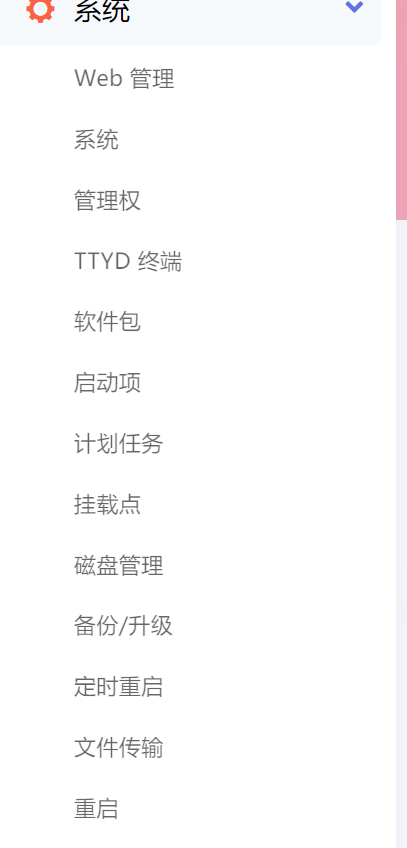 系统
Web 管理
系统
管理权
TTYD 终端
软件包
启动项
计划任务
挂载点
磁盘管理
备份/升级
定时重启
文件传输
重启